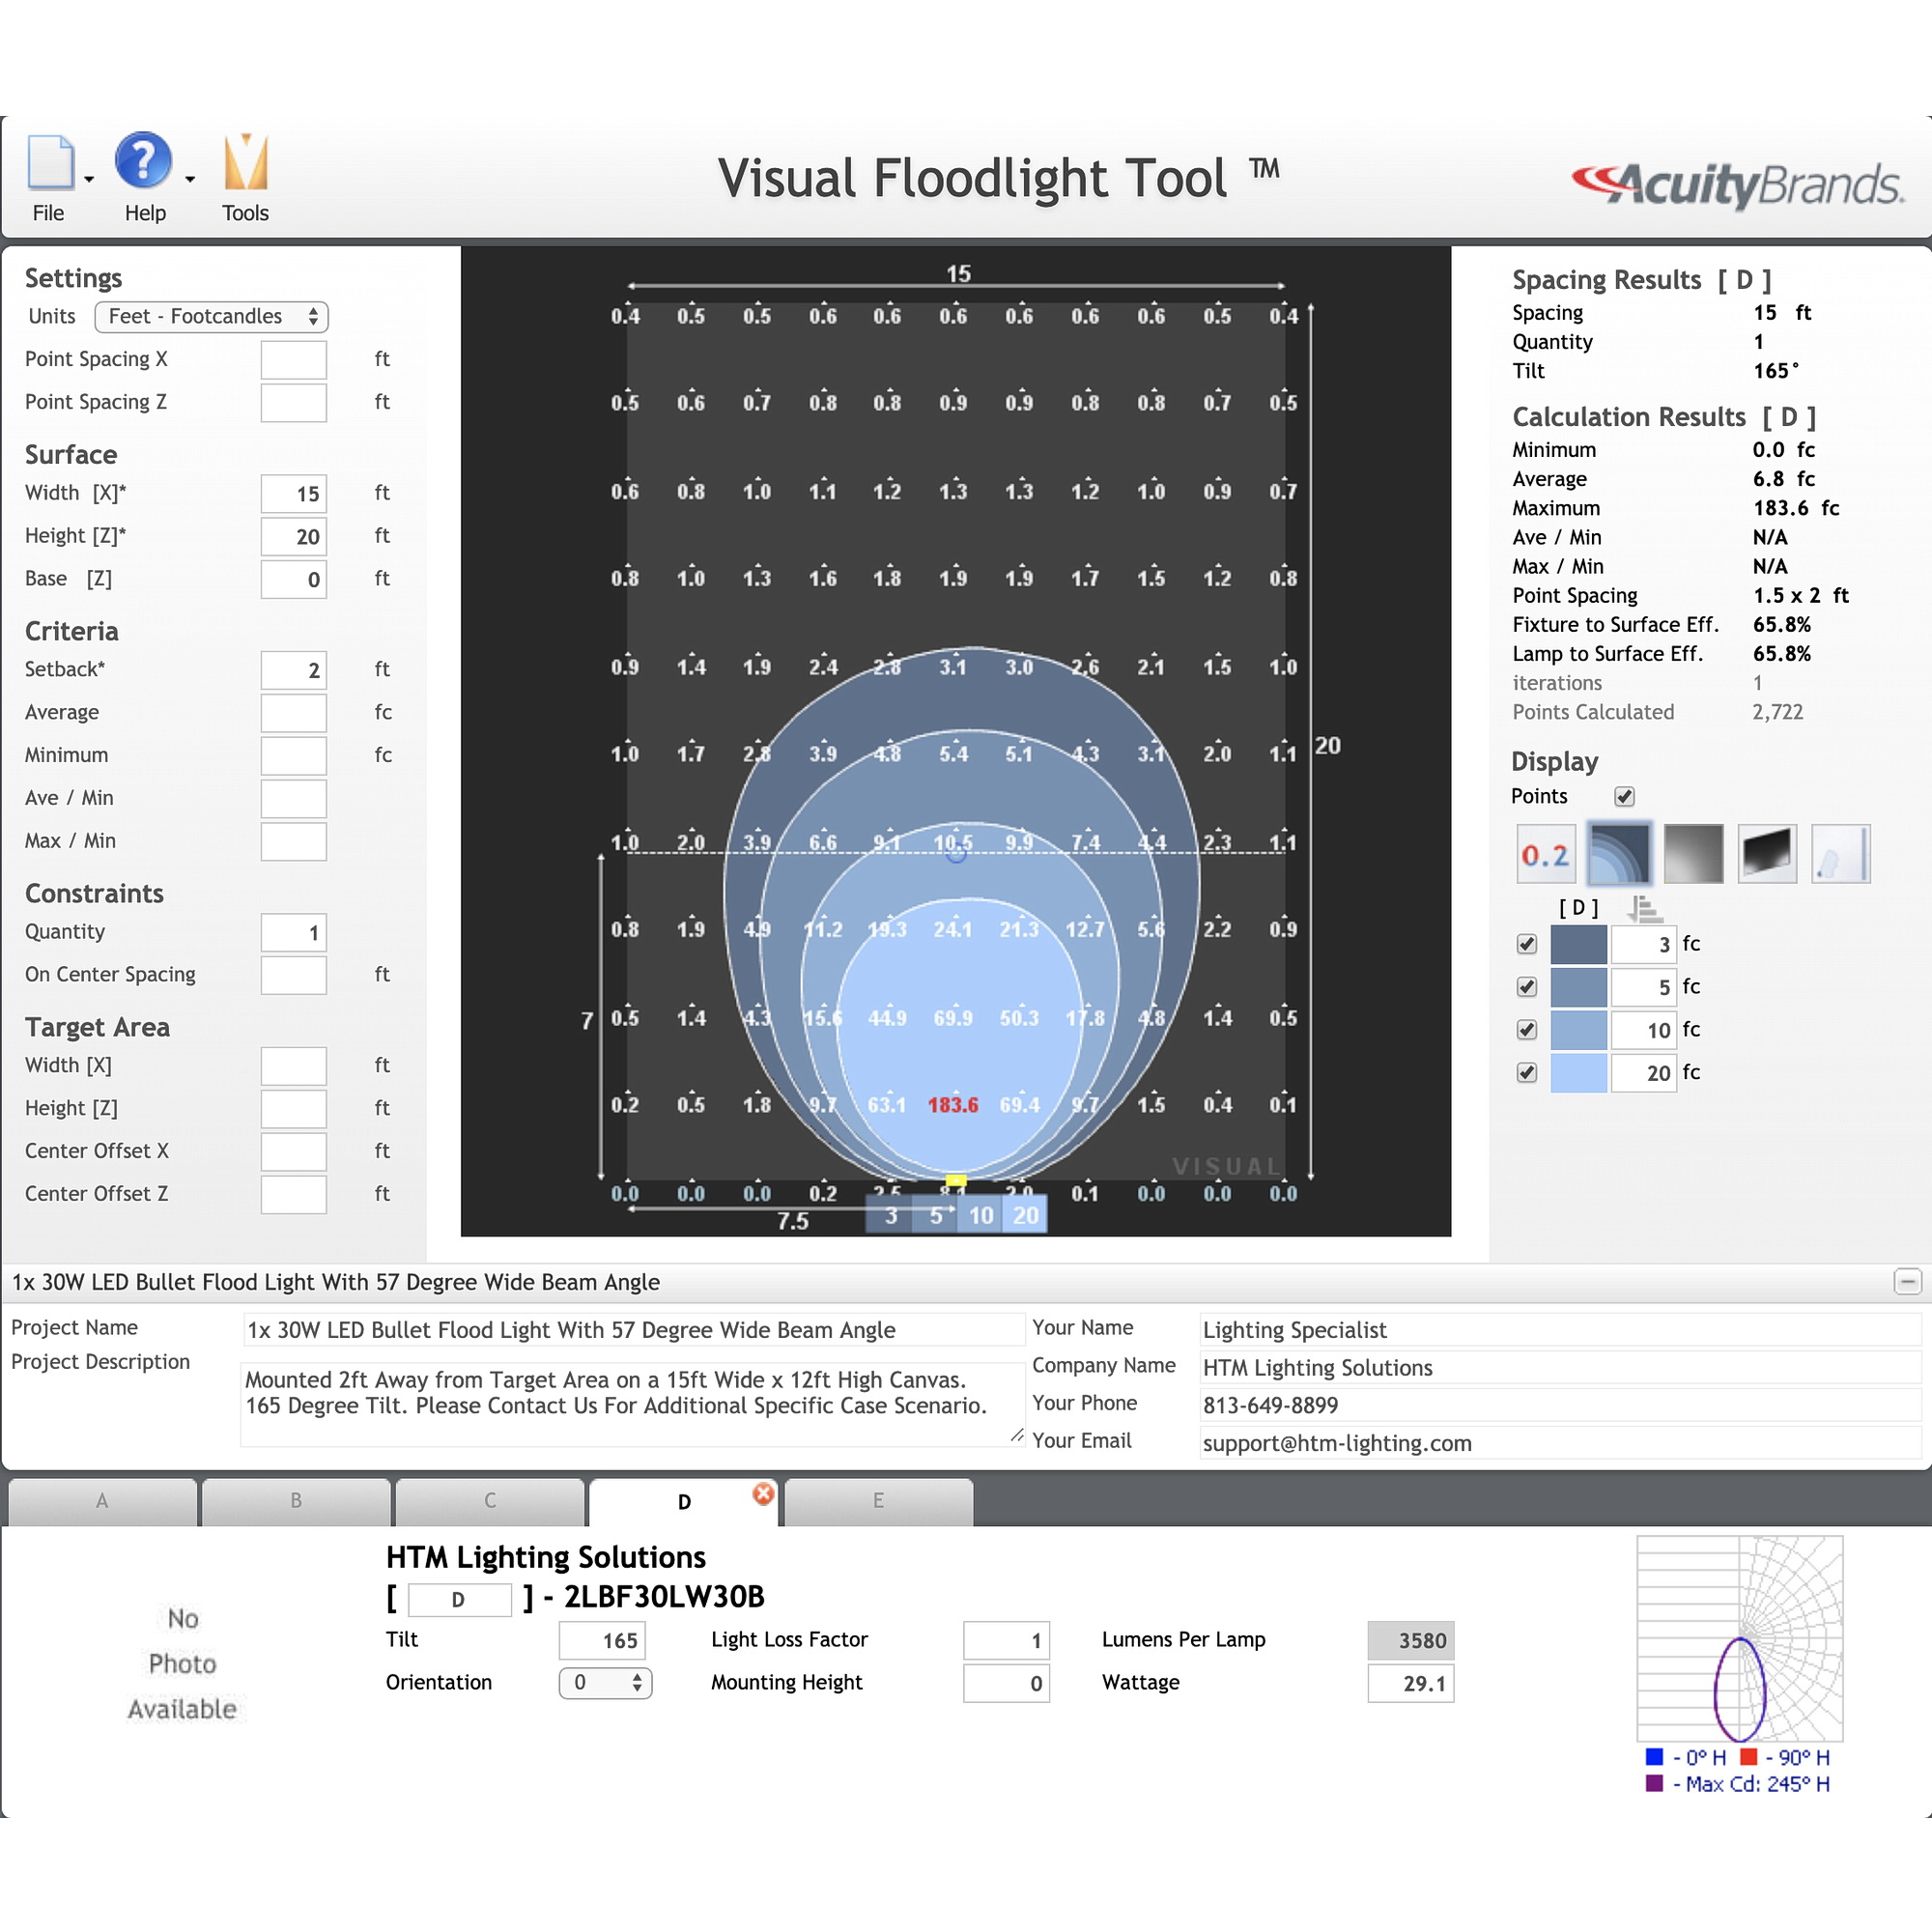 Visual Floodlight Tool ™
AcuityBrands.
File Help Tools
Settings
Units Feet - Footcandles
Point Spacing X ft
Point Spacing Z ft
Surface
Width [X]* 15 ft
Height [Z]* 20 ft
Base [Z] 0 ft
Criteria
Setback* 2 ft
Average fc
Minimum fc
Ave / Min
Max / Min
Constraints
Quantity 1
On Center Spacing ft
Target Area
Width [X] ft
Height [Z] ft
Center Offset X ft
Center Offset Z ft
15
0.4 0.5 0.5 0.6 0.6 0.6 0.6 0.6 0.6 0.5 0.4
0.5 0.6 0.7 0.8 0.8 0.9 0.9 0.8 0.8 0.7 0.5
0.6 0.8 1.0 1.1 1.2 1.3 1.3 1.2 1.0 0.9 0.7
0.8 1.0 1.3 1.6 1.8 1.9 1.9 1.7 1.5 1.2 0.8
0.9 1.4 1.9 2.4 2.8 3.1 3.0 2.6 2.1 1.5 1.0
1.0 1.7 2.8 3.9 4.8 5.4 5.1 4.3 3.1 2.0 1.1 20
1.0 2.0 3.9 6.6 9.1 10.5 9.9 7.4 4.4 2.3 1.1
0.8 1.9 4.9 11.2 19.3 24.1 21.3 12.7 5.6 2.2 0.9
7 0.5 1.4 4.3 15.6 44.9 69.9 50.3 17.8 4.8 1.4 0.5
0.2 0.5 1.8 9.7 63.1 183.6 69.4 9.7 1.5 0.4 0.1
VISUAL
0.0 0.0 0.0 0.2 2.5 8.1 2.0 0.1 0.0 0.0 0.0
7.5 3 5 10 20
Spacing Results [ D ]
Spacing 15 ft
Quantity 1
Tilt 165°
Calculation Results [ D ]
Minimum 0.0 fc
Average 6.8 fc
Maximum 183.6 fc
Ave / Min N/A
Max / Min N/A
Point Spacing 1.5 x 2 ft
Fixture to Surface Eff. 65.8%
Lamp to Surface Eff. 65.8%
iterations 1
Points Calculated 2,722
Display
Points
0.2
[ D ]
3 fc
5 fc
10 fc
20 fc
1x 30W LED Bullet Flood Light With 57 Degree Wide Beam Angle
Project Name 1x 30W LED Bullet Flood Light With 57 Degree Wide Beam Angle
Project Description Mounted 2ft Away from Target Area on a 15ft Wide x 12ft High Canvas.
165 Degree Tilt. Please Contact Us For Additional Specific Case Scenario.
Your Name Lighting Specialist
Company Name HTM Lighting Solutions
Your Phone 813-649-8899
Your Email support@htm-lighting.com
A B C D E
No
Photo
Available
HTM Lighting Solutions
[ D ] - 2LBF30LW30B
Tilt 165 Light Loss Factor 1 Lumens Per Lamp 3580
Orientation 0 Mounting Height 0 Wattage 29.1
- 0° H - 90° H
- Max Cd: 245° H